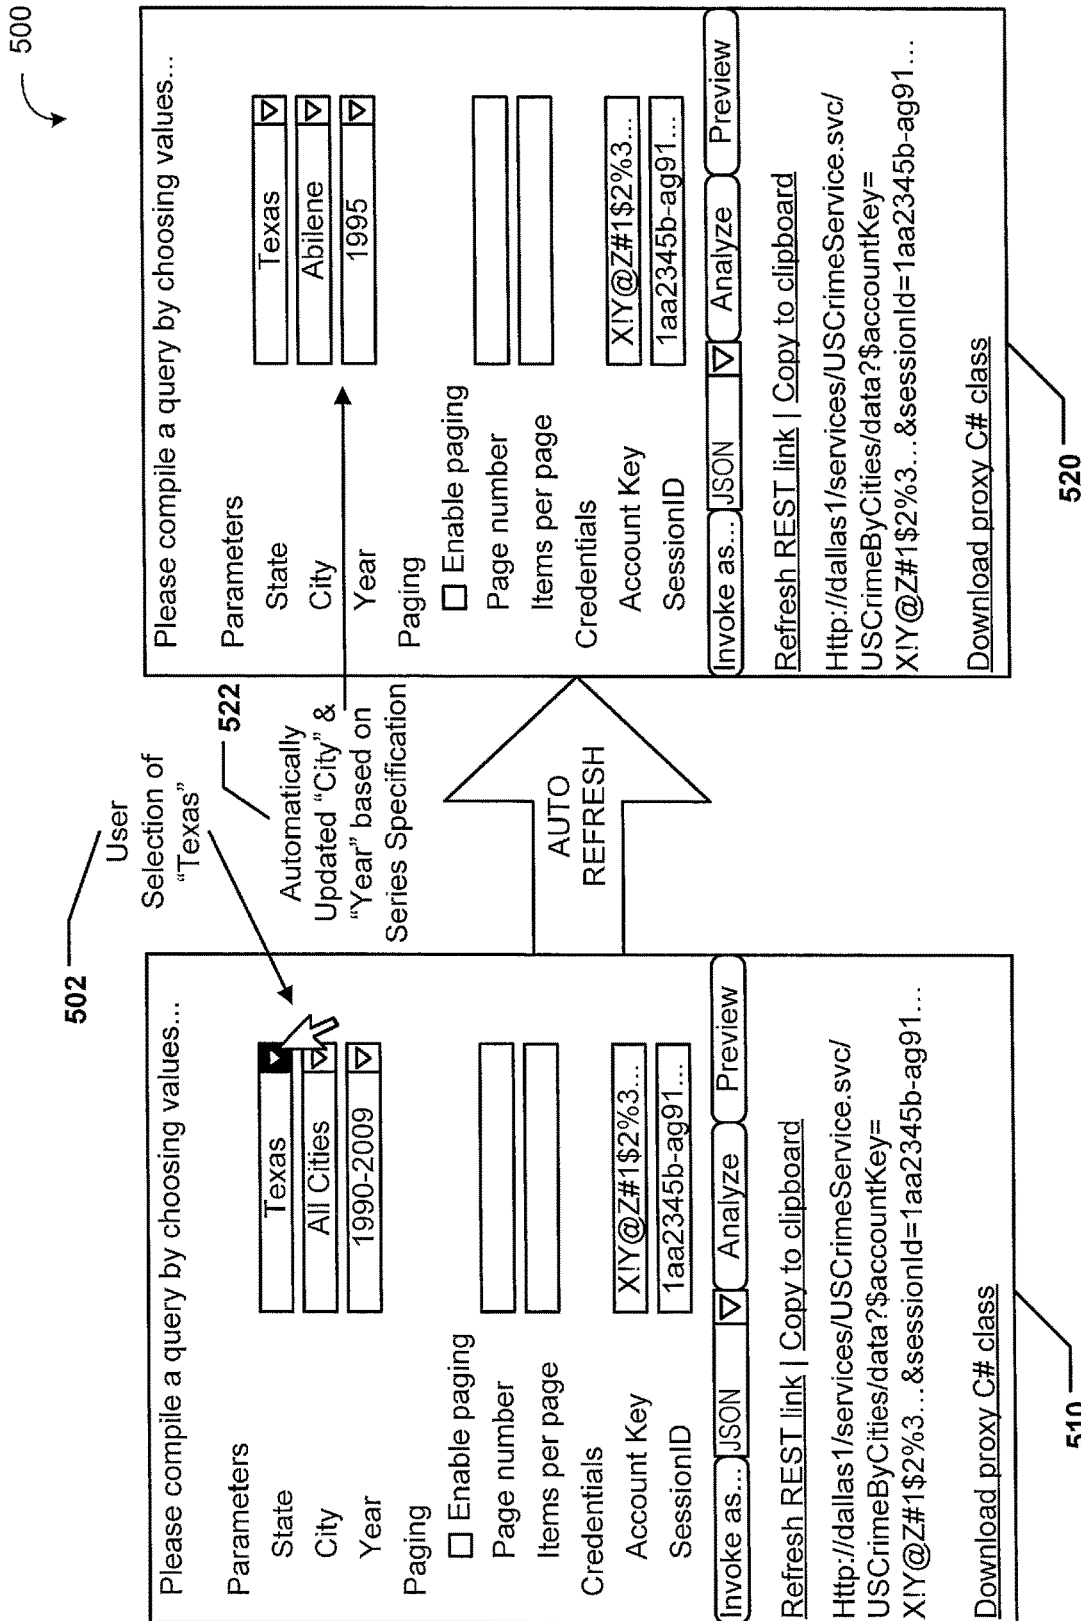 500
502
User
Selection of
“Texas”
Please compile a query by choosing values...
Parameters
State Texas
City All Cities
Year 1990-2009
Paging
Enable paging
Page number
Items per page
Credentials
Account Key X!Y@Z#1$2%3...
SessionID 1aa2345b-ag91...
Invoke as... JSON Analyze Preview
Refresh REST link | Copy to clipboard
Http://dallas1/services/USCrimeService.svc/
USCrimeByCities/data?$accountKey=
X!Y@Z#1$2%3...&sessionId=1aa2345b-ag91...
Download proxy C# class
510
522
Automatically
Updated “City” &
“Year” based on
Series Specification
AUTO
REFRESH
Please compile a query by choosing values...
Parameters
State Texas
City Abilene
Year 1995
Paging
Enable paging
Page number
Items per page
Credentials
Account Key X!Y@Z#1$2%3...
SessionID 1aa2345b-ag91...
Invoke as... JSON Analyze Preview
Refresh REST link | Copy to clipboard
Http://dallas1/services/USCrimeService.svc/
USCrimeByCities/data?$accountKey=
X!Y@Z#1$2%3...&sessionId=1aa2345b-ag91...
Download proxy C# class
520